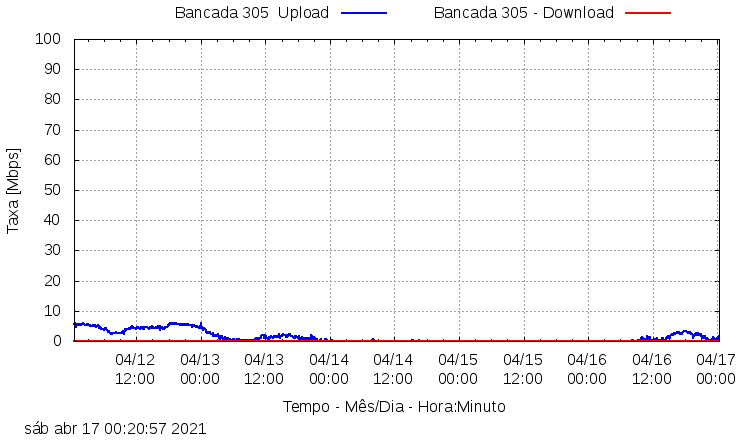 Bancada 305  Upload
Bancada 305 - Download
100
90
80
70
60
50
40
30
20
10
0
Taxa [Mbps]
04/12 04/13 04/13 04/14 04/14 04/15 04/15 04/16 04/16 04/17
12:00 00:00 12:00 00:00 12:00 00:00 12:00 00:00 12:00 00:00
Tempo - Mês/Dia - Hora:Minuto
sáb abr 17 00:20:57 2021